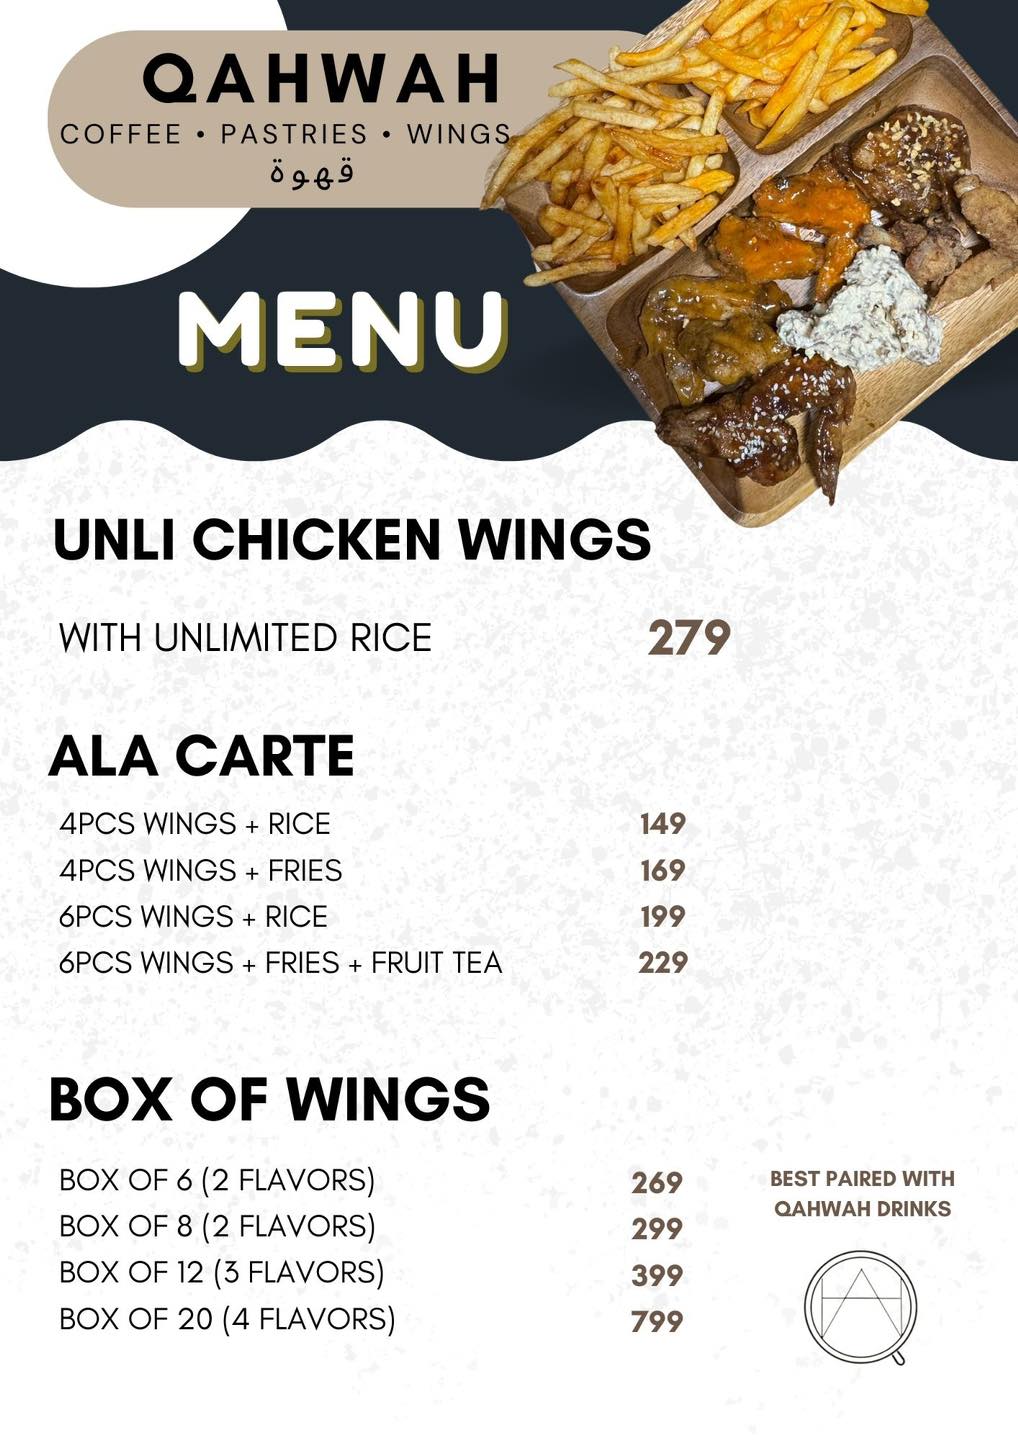 QAHWAH
COFFEE • PASTRIES • WINGS
قهوة
MENU
UNLI CHICKEN WINGS
WITH UNLIMITED RICE 279
ALA CARTE
4PCS WINGS + RICE 149
4PCS WINGS + FRIES 169
6PCS WINGS + RICE 199
6PCS WINGS + FRIES + FRUIT TEA 229
BOX OF WINGS
BOX OF 6 (2 FLAVORS) 269
BOX OF 8 (2 FLAVORS) 299
BOX OF 12 (3 FLAVORS) 399
BOX OF 20 (4 FLAVORS) 799
BEST PAIRED WITH
QAHWAH DRINKS